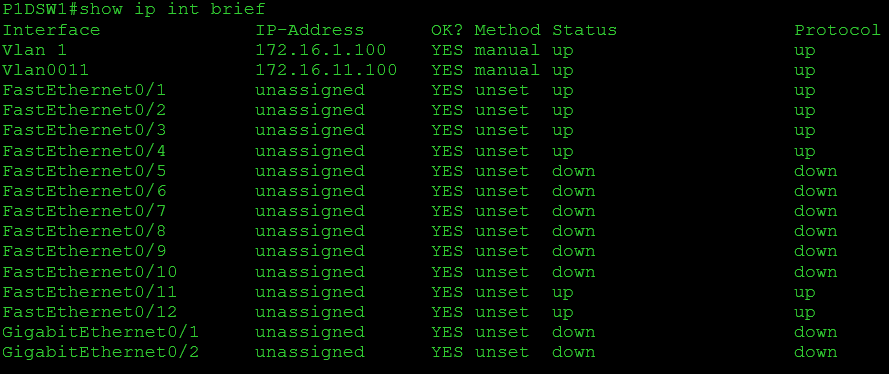 P1DSW1#show ip int brief
Interface IP-Address OK? Method Status Protocol
Vlan 1 172.16.1.100 YES manual up up
Vlan0011 172.16.11.100 YES manual up up
FastEthernet0/1 unassigned YES unset up up
FastEthernet0/2 unassigned YES unset up up
FastEthernet0/3 unassigned YES unset up up
FastEthernet0/4 unassigned YES unset up up
FastEthernet0/5 unassigned YES unset down down
FastEthernet0/6 unassigned YES unset down down
FastEthernet0/7 unassigned YES unset down down
FastEthernet0/8 unassigned YES unset down down
FastEthernet0/9 unassigned YES unset down down
FastEthernet0/10 unassigned YES unset down down
FastEthernet0/11 unassigned YES unset up up
FastEthernet0/12 unassigned YES unset up up
GigabitEthernet0/1 unassigned YES unset down down
GigabitEthernet0/2 unassigned YES unset down down